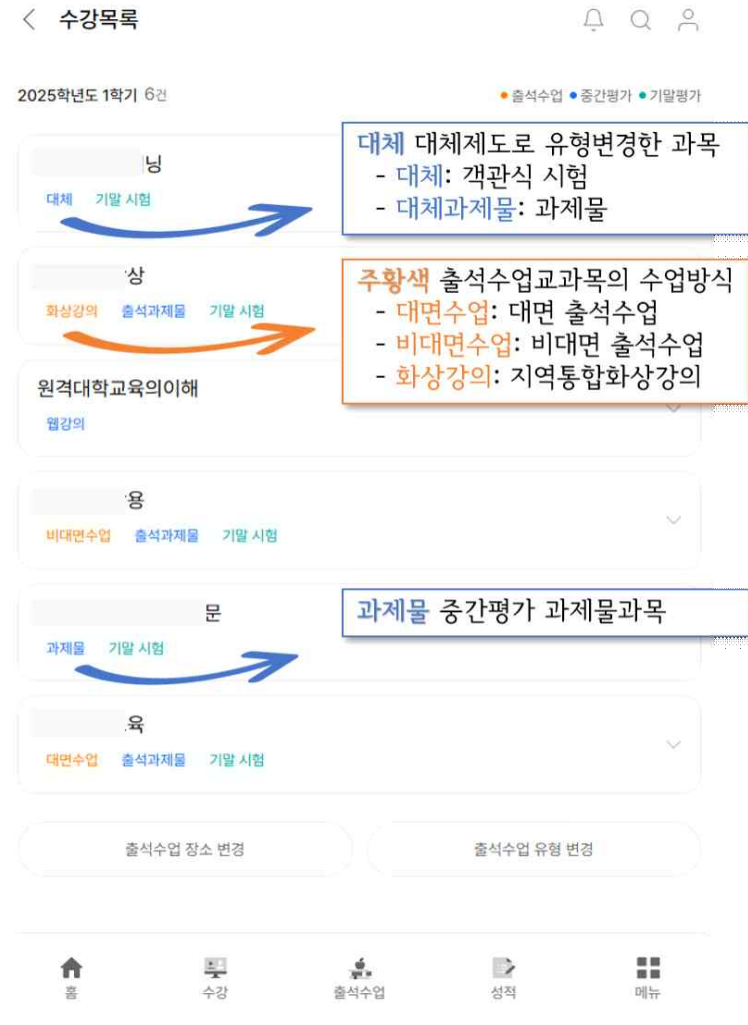 수강목록
2025학년도 1학기 6건
출석수업 중간평가 기말평가
닝
대체 기말 시험
대체 대체제도로 유형변경한 과목
- 대체: 객관식 시험
- 대체과제물: 과제물
상
화상강의 출석과제물 기말 시험
주황색 출석수업교과목의 수업방식
- 대면수업: 대면 출석수업
- 비대면수업: 비대면 출석수업
- 화상강의: 지역통합화상강의
원격대학교육의이해
웹강의
용
비대면수업 출석과제물 기말 시험
문
과제물 기말 시험
과제물 중간평가 과제물과목
육
대면수업 출석과제물 기말 시험
출석수업 장소 변경
출석수업 유형 변경
홈 수강 출석수업 성적 메뉴